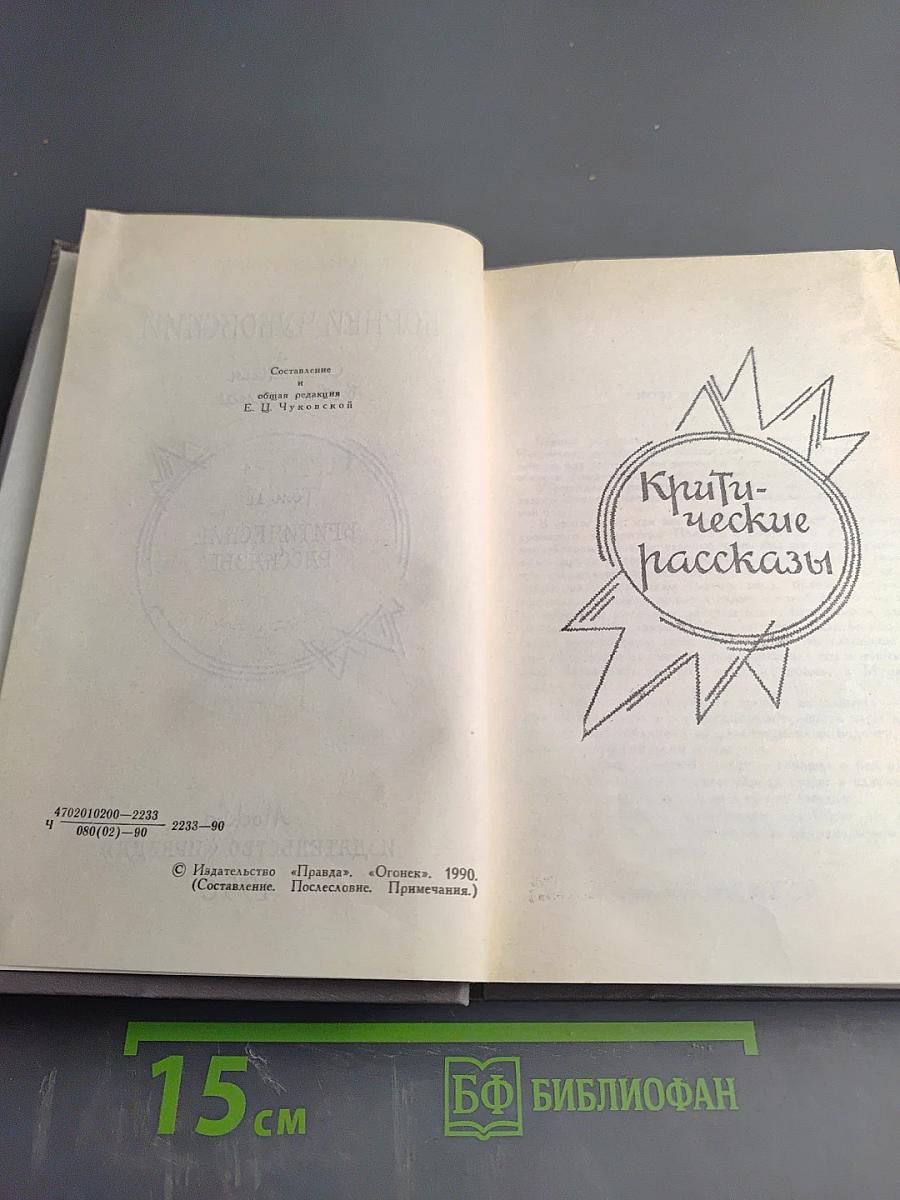 Составление
и
общая редакция
Е. Ц. Чуковской
Ч 4702010200—2233
080(02)—90
2233—90
© Издательство «Правда». «Огонек». 1990.
(Составление. Послесловие. Примечания.)
Крити-
ческие
рассказы
15 см
БФ БИБЛИОФАН